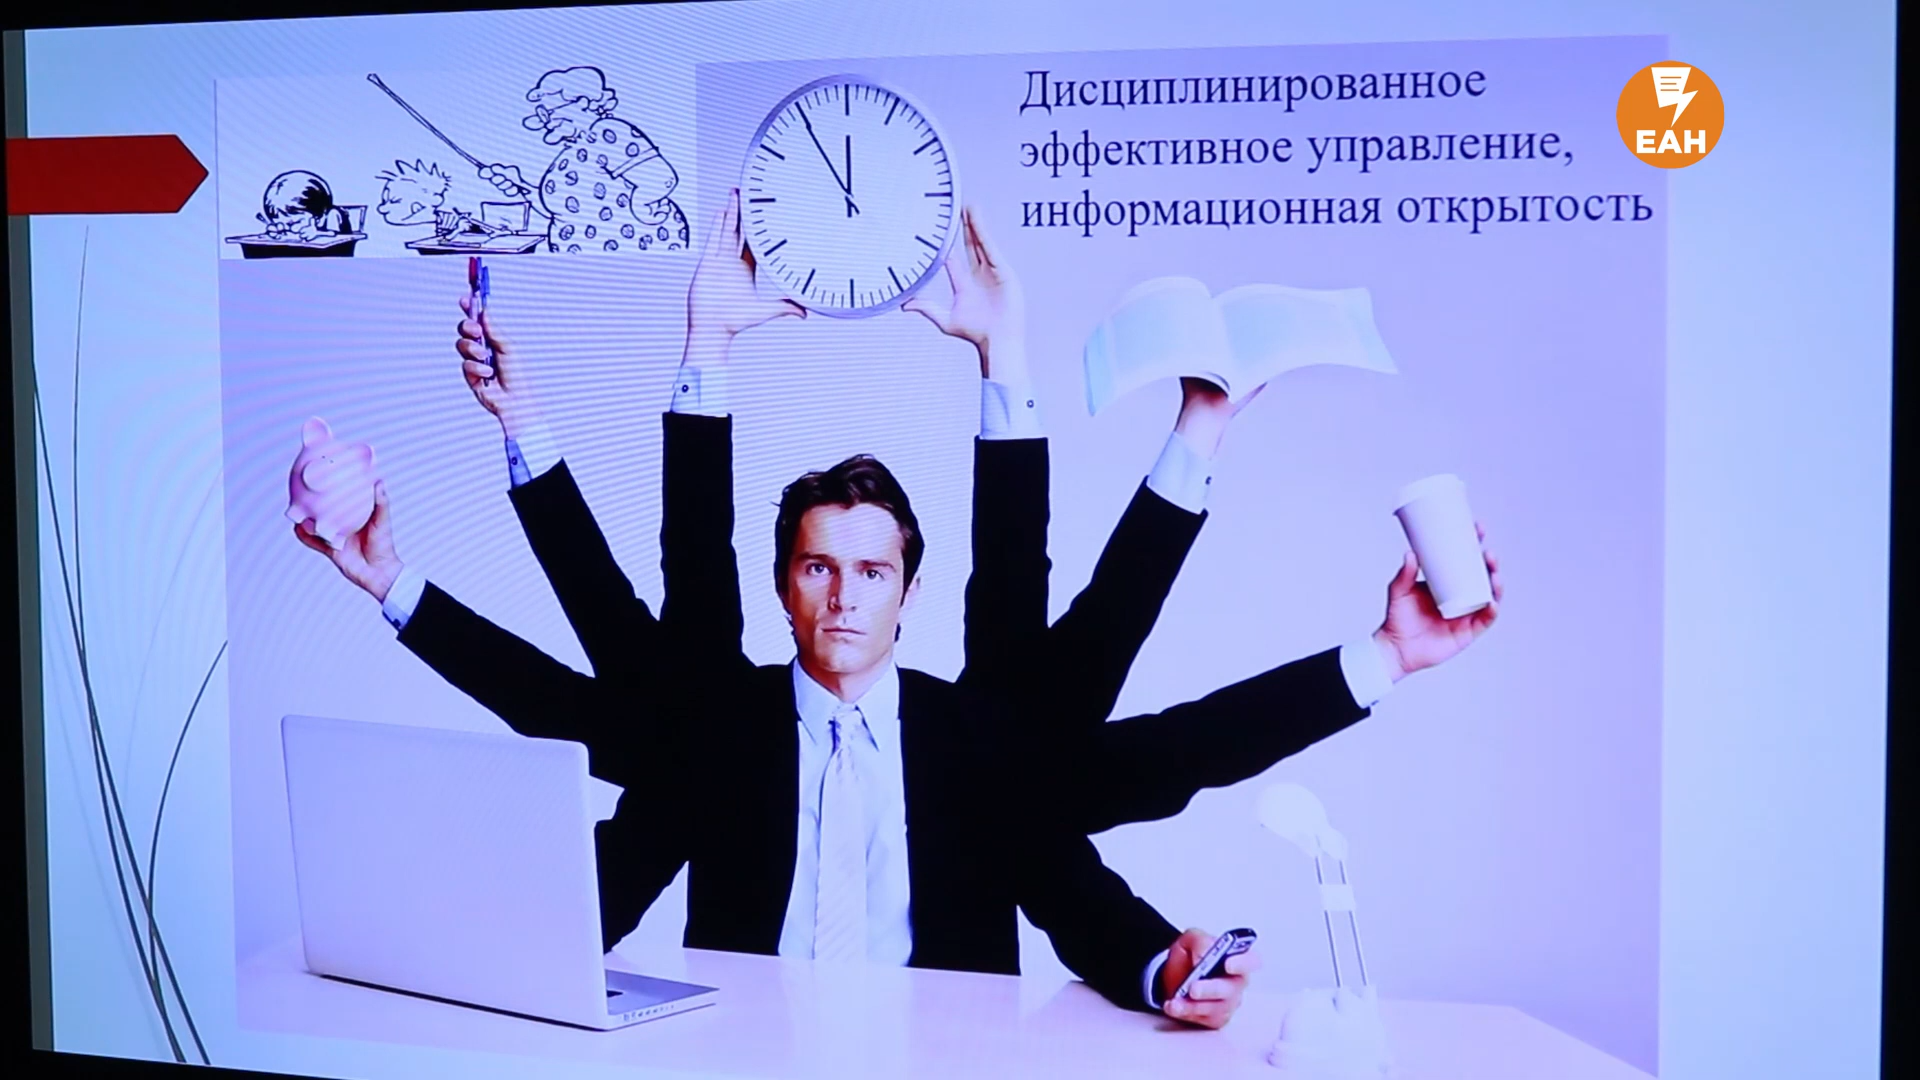 Дисциплинированное
эффективное управление,
информационная открытость
ЕАН